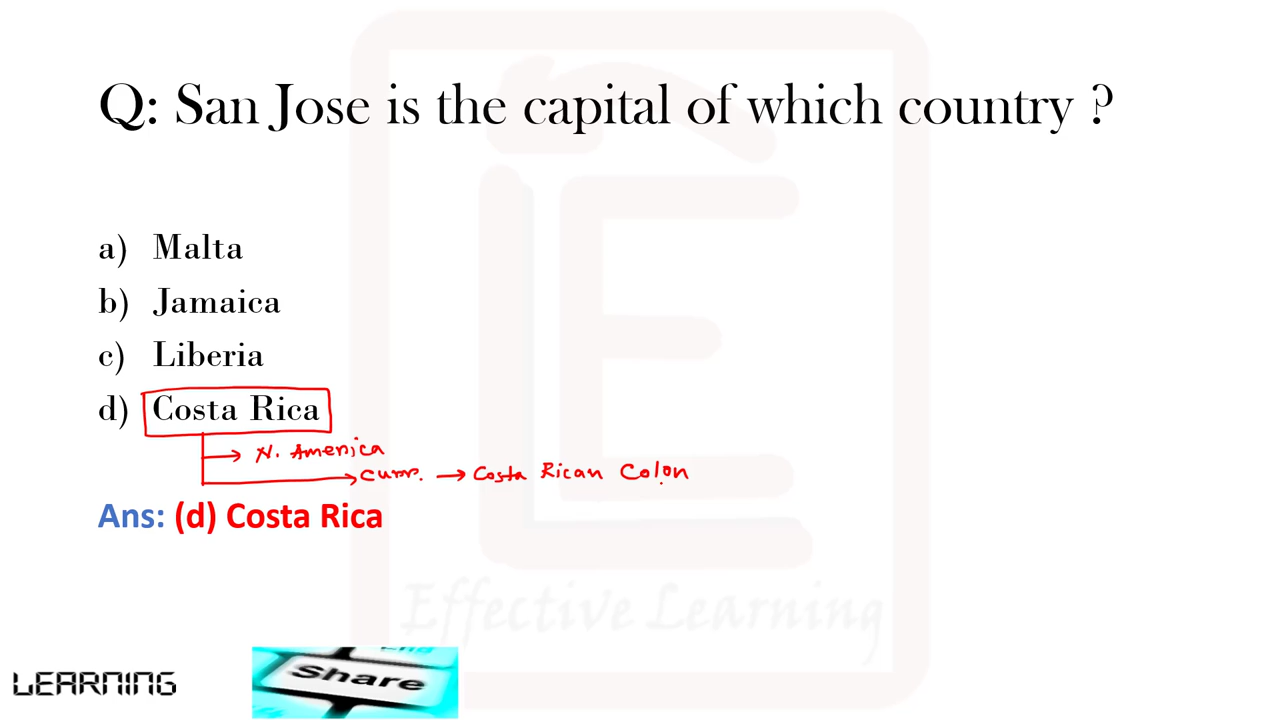 Q: San Jose is the capital of which country ?
a) Malta
b) Jamaica
c) Liberia
d) Costa Rica
N. America
curr. → Costa Rican Colon
Ans: (d) Costa Rica
Effective Learning
End
LEARNING
Share